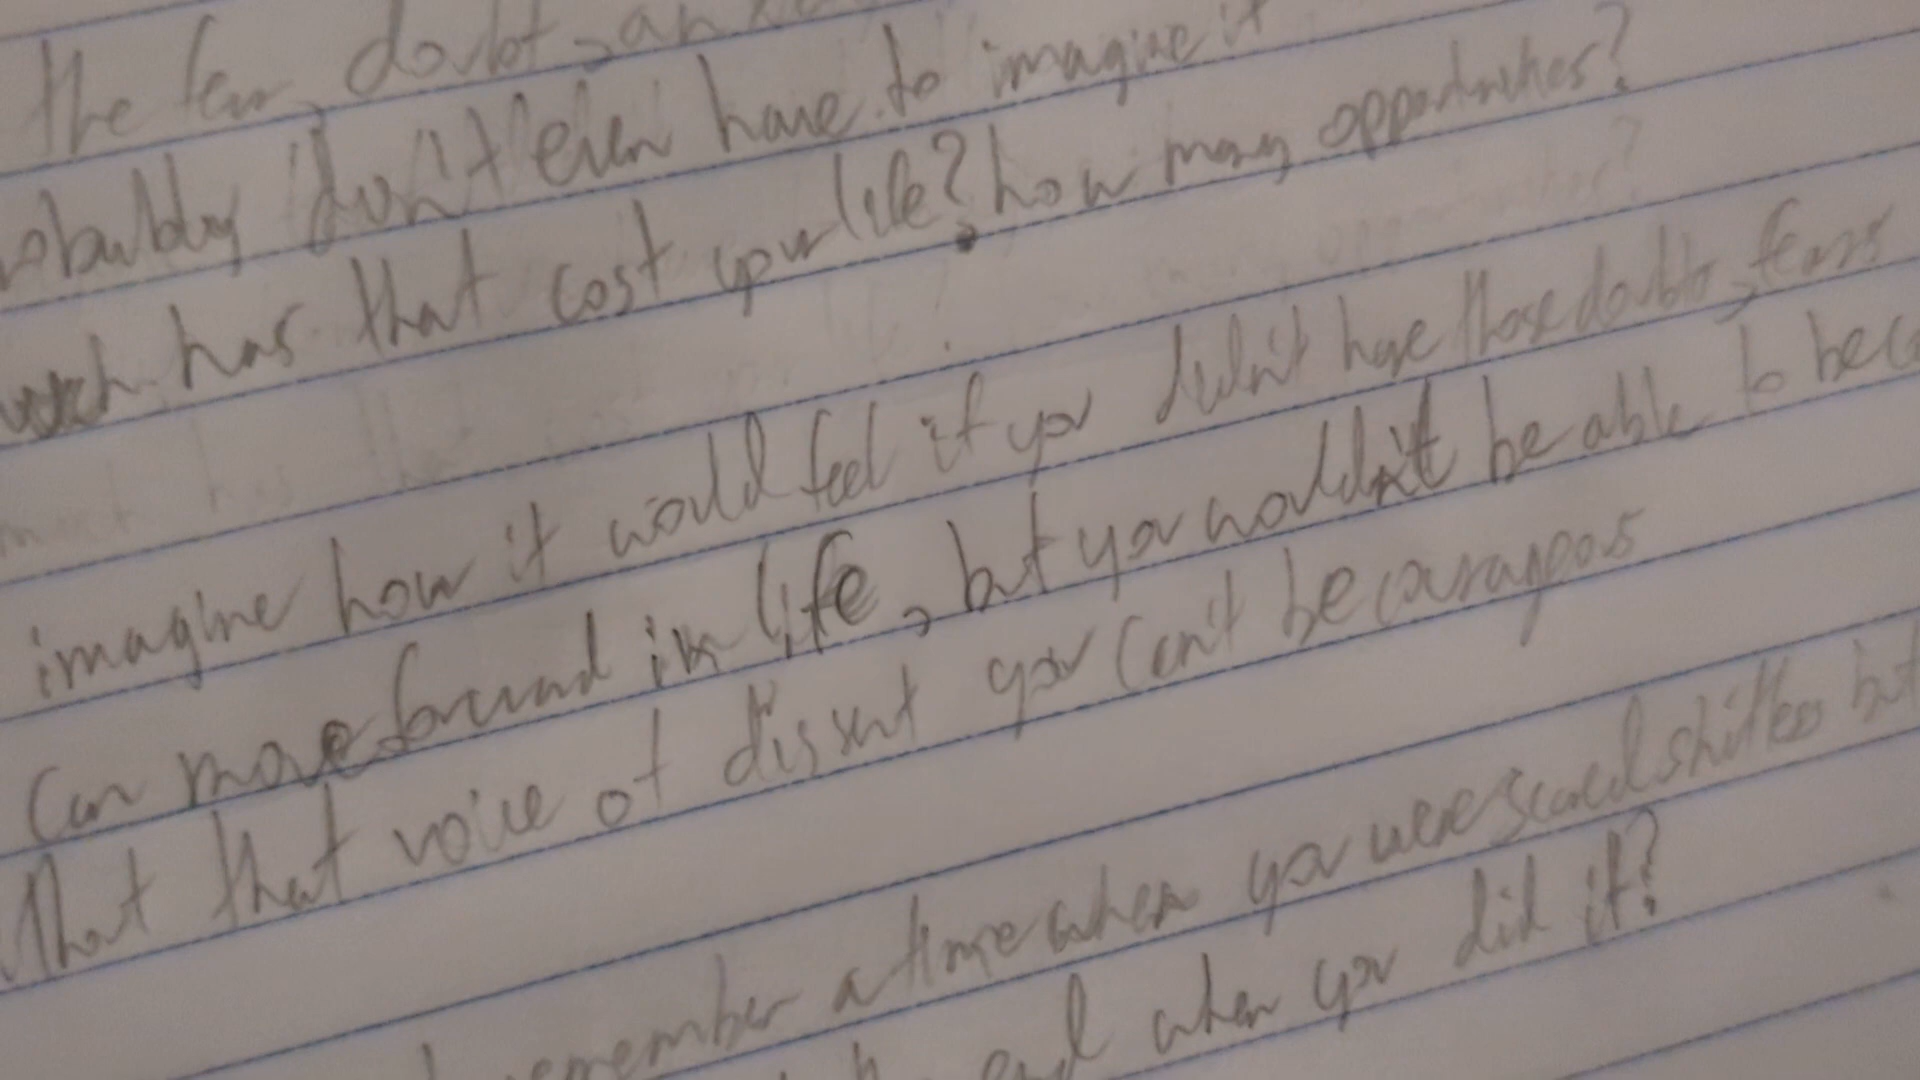 the fear, doubt, an
probulbly don't even have to imagine it
much has that cost your life? how many opportunities?
imagine how it would feel if you didn't have those doubts, fears
can move forward in life, but you wouldn't be able to beco
that that voice of dissent you can't be courageous
remember a time when you were scared shitless but
end when you did it?